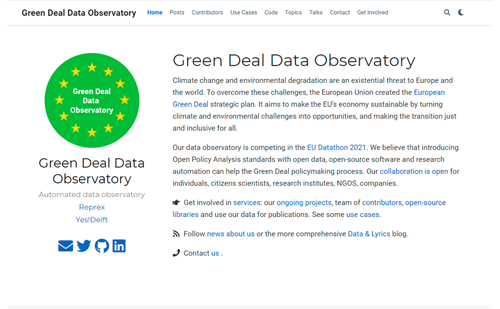 Green Deal Data Observatory
Home Posts Contributors Use Cases Code Topics Talks Contact Get Involved
Green Deal
Data
Observatory
Green Deal Data
Observatory
Automated data observatory
Reprex
Yes!Delft
Green Deal Data Observatory
Climate change and environmental degradation are an existential threat to Europe and
the world. To overcome these challenges, the European Union created the European
Green Deal strategic plan. It aims to make the EU's economy sustainable by turning
climate and environmental challenges into opportunities, and making the transition just
and inclusive for all.
Our data observatory is competing in the EU Datathon 2021. We believe that introducing
Open Policy Analysis standards with open data, open-source software and research
automation can help the Green Deal policymaking process. Our collaboration is open for
individuals, citizens scientists, research institutes, NGOS, companies.
Get involved in services: our ongoing projects, team of contributors, open-source
libraries and use our data for publications. See some use cases.
Follow news about us or the more comprehensive Data & Lyrics blog.
Contact us .